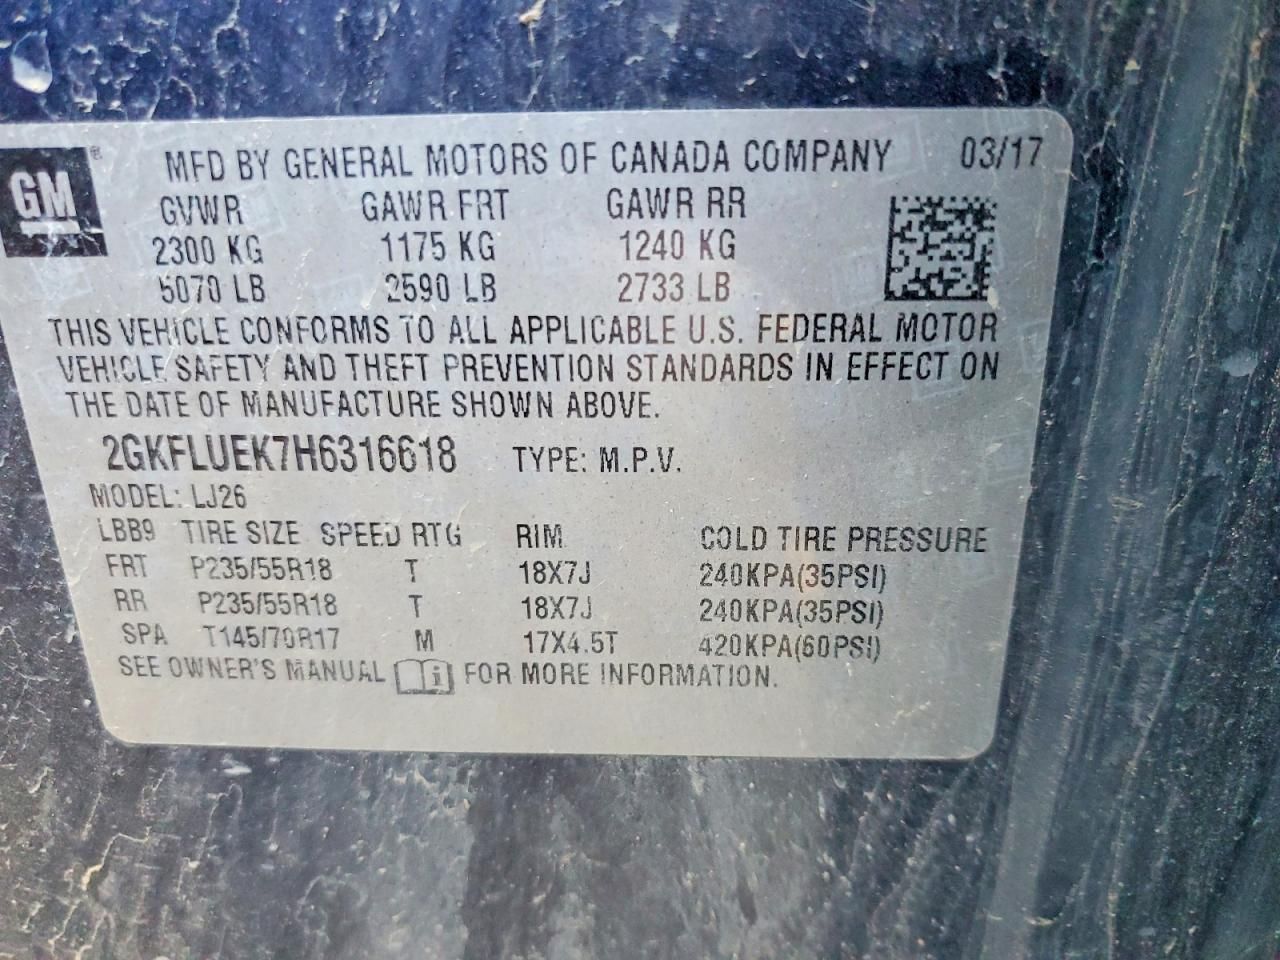 GM® MFD BY GENERAL MOTORS OF CANADA COMPANY 03/17
GVWR GAWR FRT GAWR RR
2300 KG 1175 KG 1240 KG
5070 LB 2590 LB 2733 LB
THIS VEHICLE CONFORMS TO ALL APPLICABLE U.S. FEDERAL MOTOR
VEHICLE SAFETY AND THEFT PREVENTION STANDARDS IN EFFECT ON
THE DATE OF MANUFACTURE SHOWN ABOVE.
2GKFLUEK7H6316618 TYPE: M.P.V.
MODEL: LJ26
LBB9 TIRE SIZE SPEED RTG RIM COLD TIRE PRESSURE
FRT P235/55R18 T 18X7J 240KPA(35PSI)
RR P235/55R18 T 18X7J 240KPA(35PSI)
SPA T145/70R17 M 17X4.5T 420KPA(60PSI)
SEE OWNER'S MANUAL i FOR MORE INFORMATION.